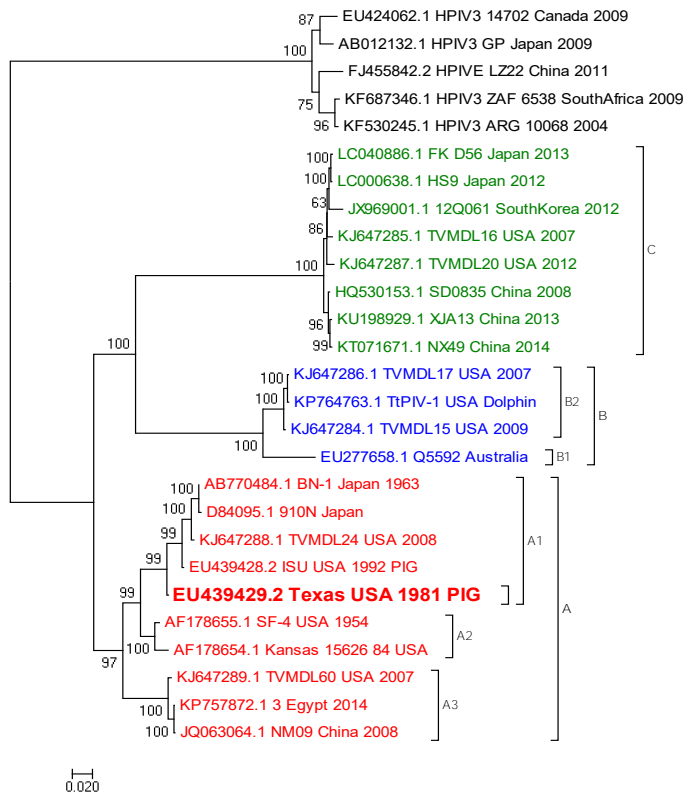 87
EU424062.1 HPIV3 14702 Canada 2009
AB012132.1 HPIV3 GP Japan 2009
100
FJ455842.2 HPIVE LZ22 China 2011
75
KF687346.1 HPIV3 ZAF 6538 SouthAfrica 2009
96
KF530245.1 HPIV3 ARG 10068 2004
100
LC040886.1 FK D56 Japan 2013
100
LC000638.1 HS9 Japan 2012
63
JX969001.1 12Q061 SouthKorea 2012
86
KJ647285.1 TVMDL16 USA 2007
C
100
KJ647287.1 TVMDL20 USA 2012
HQ530153.1 SD0835 China 2008
96
KU198929.1 XJA13 China 2013
99
KT071671.1 NX49 China 2014
100
100
KJ647286.1 TVMDL17 USA 2007
100
KP764763.1 TtPIV-1 USA Dolphin
B2
B
KJ647284.1 TVMDL15 USA 2009
100
EU277658.1 Q5592 Australia
B1
100
AB770484.1 BN-1 Japan 1963
100
D84095.1 910N Japan
99
KJ647288.1 TVMDL24 USA 2008
A1
99
EU439428.2 ISU USA 1992 PIG
99
EU439429.2 Texas USA 1981 PIG
A
AF178655.1 SF-4 USA 1954
A2
100
AF178654.1 Kansas 15626 84 USA
97
KJ647289.1 TVMDL60 USA 2007
100
KP757872.1 3 Egypt 2014
A3
100
JQ063064.1 NM09 China 2008
0.020